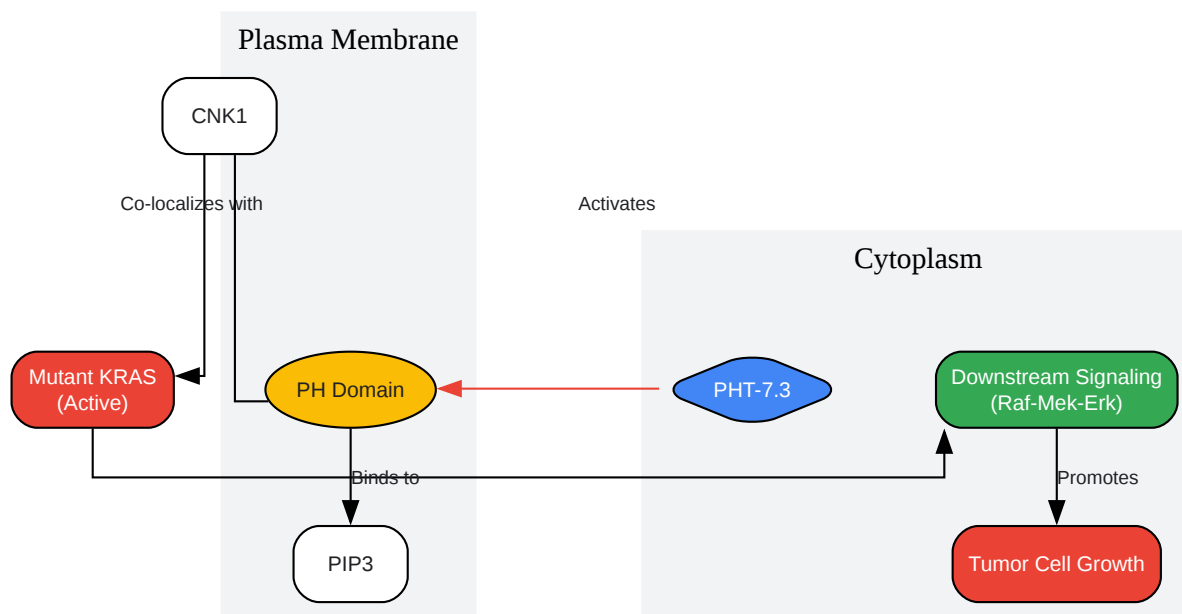 Plasma Membrane
CNK1
Co-localizes with
Activates
Cytoplasm
Mutant KRAS
(Active)
PH Domain
PHT-7.3
Downstream Signaling
(Raf-Mek-Erk)
Binds to
Promotes
PIP3
Tumor Cell Growth